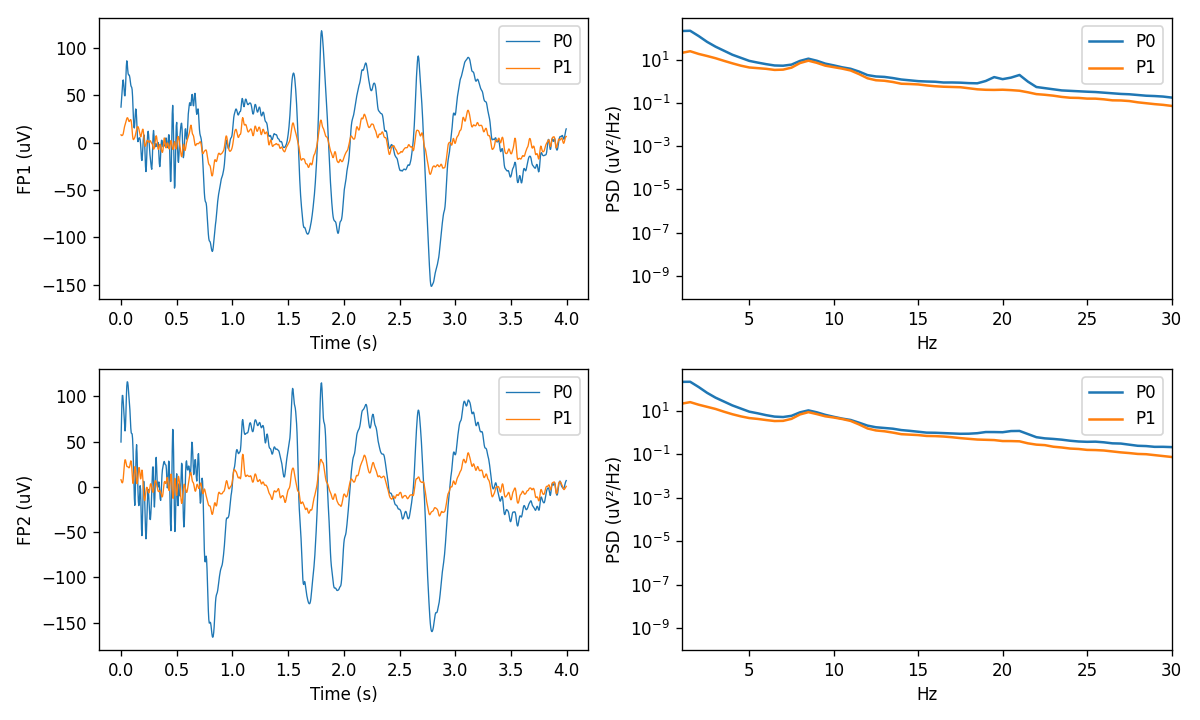 FP1 (uV)
100
50
0
−50
−100
−150
P0
P1
0.0 0.5 1.0 1.5 2.0 2.5 3.0 3.5 4.0
Time (s)
PSD (uV²/Hz)
10¹
10⁻¹
10⁻³
10⁻⁵
10⁻⁷
10⁻⁹
P0
P1
5 10 15 20 25 30
Hz
FP2 (uV)
100
50
0
−50
−100
−150
P0
P1
0.0 0.5 1.0 1.5 2.0 2.5 3.0 3.5 4.0
Time (s)
PSD (uV²/Hz)
10¹
10⁻¹
10⁻³
10⁻⁵
10⁻⁷
10⁻⁹
P0
P1
5 10 15 20 25 30
Hz